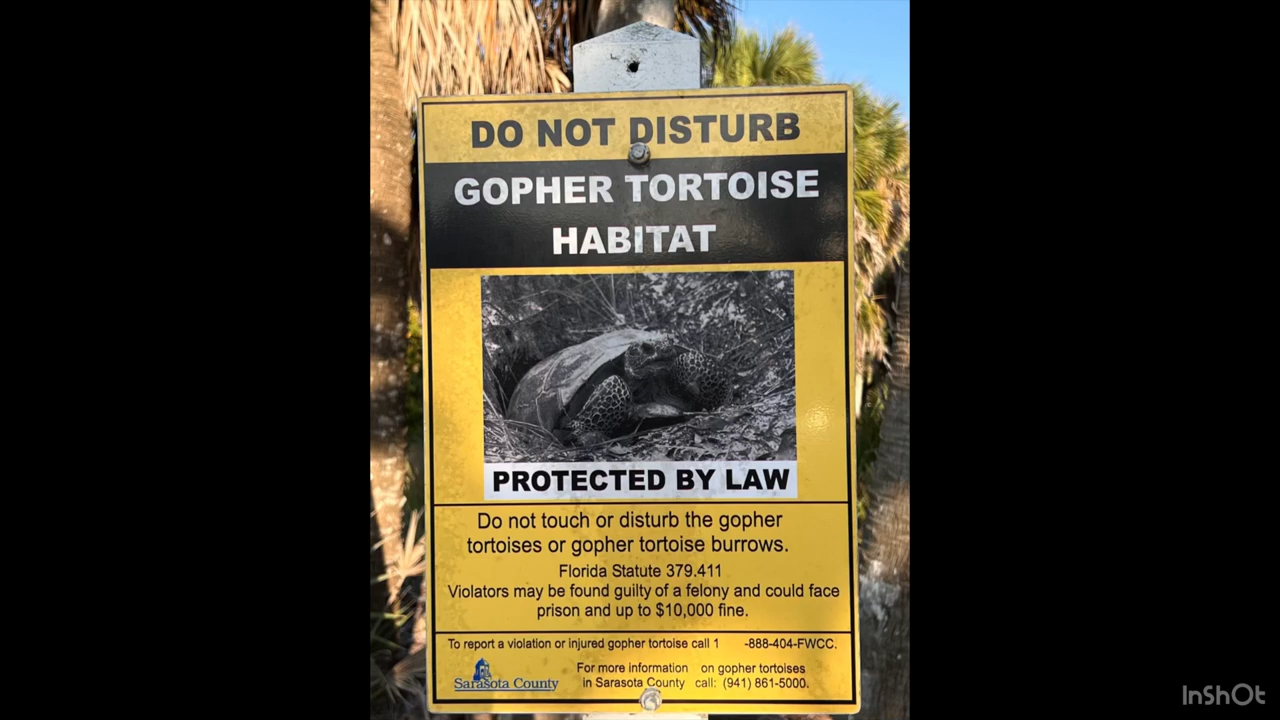 DO NOT DISTURB
GOPHER TORTOISE
HABITAT
PROTECTED BY LAW
Do not touch or disturb the gopher
tortoises or gopher tortoise burrows.
Florida Statute 379.411
Violators may be found guilty of a felony and could face
prison and up to $10,000 fine.
To report a violation or injured gopher tortoise call 1 -888-404-FWCC.
For more information on gopher tortoises
in Sarasota County call: (941) 861-5000.
Sarasota County
InShOt